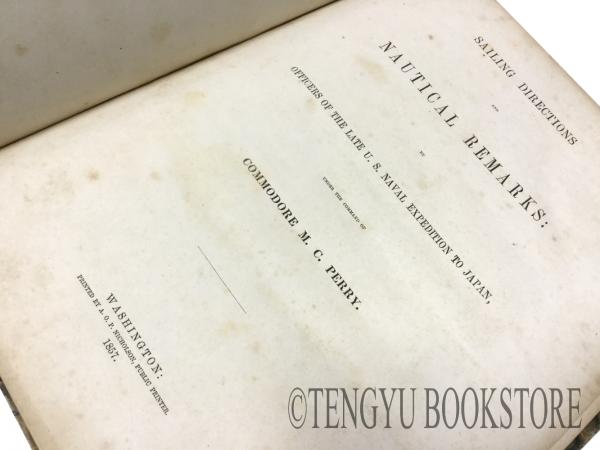 SAILING DIRECTIONS
AND
NAUTICAL REMARKS:
BY
OFFICERS OF THE LATE U. S. NAVAL EXPEDITION TO JAPAN,
UNDER THE COMMAND OF
COMMODORE M. C. PERRY.
WASHINGTON:
PRINTED BY A. O. P. NICHOLSON, PUBLIC PRINTER.
1857.
©TENGYU BOOKSTORE